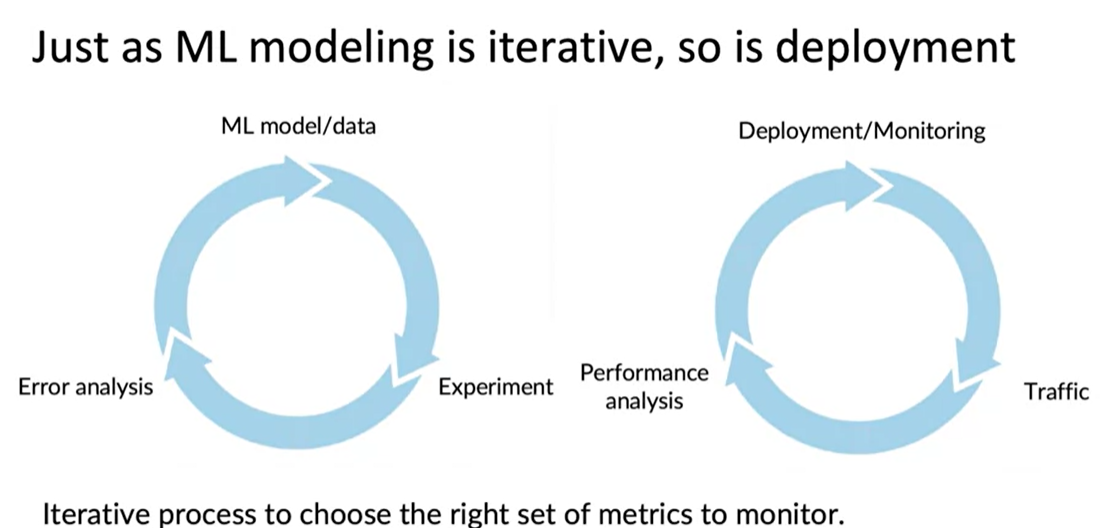 Just as ML modeling is iterative, so is deployment
ML model/data
Experiment
Error analysis
Deployment/Monitoring
Traffic
Performance
analysis
Iterative process to choose the right set of metrics to monitor.